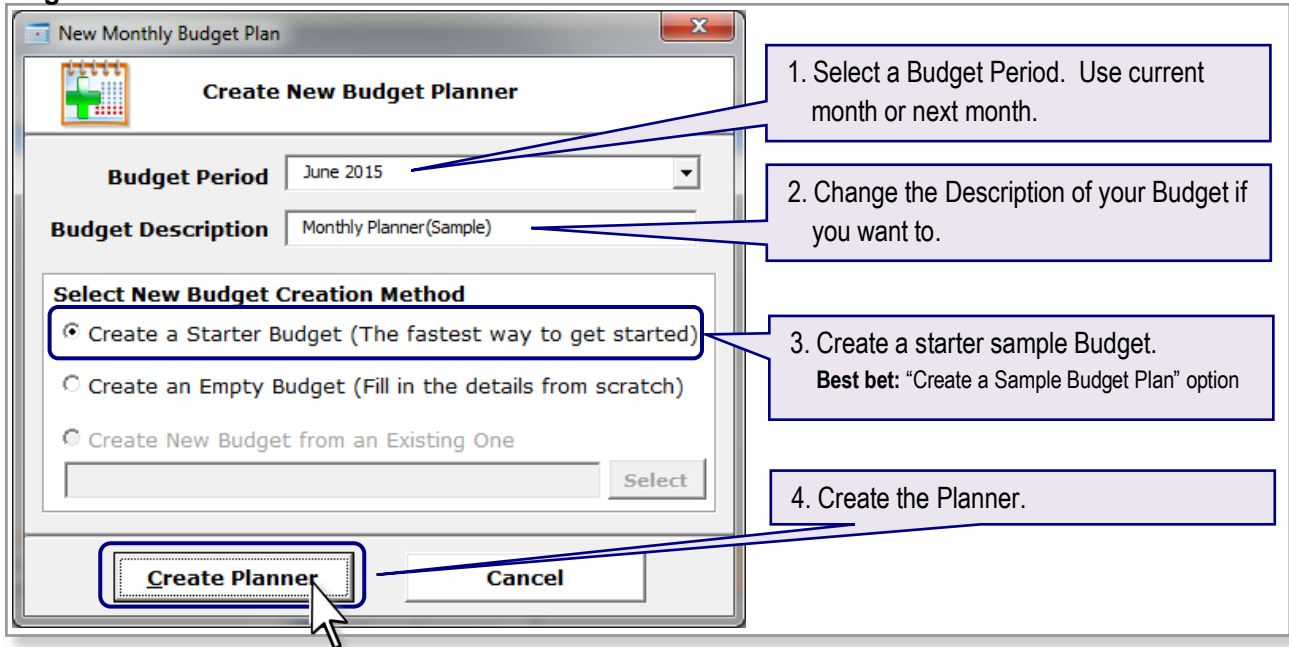 New Monthly Budget Plan
x
Create New Budget Planner
1. Select a Budget Period. Use current
month or next month.
Budget Period
June 2015
Budget Description
Monthly Planner(Sample)
2. Change the Description of your Budget if
you want to.
Select New Budget Creation Method
Create a Starter Budget (The fastest way to get started)
3. Create a starter sample Budget.
Best bet: “Create a Sample Budget Plan” option
Create an Empty Budget (Fill in the details from scratch)
Create New Budget from an Existing One
Select
4. Create the Planner.
Create Planner
Cancel